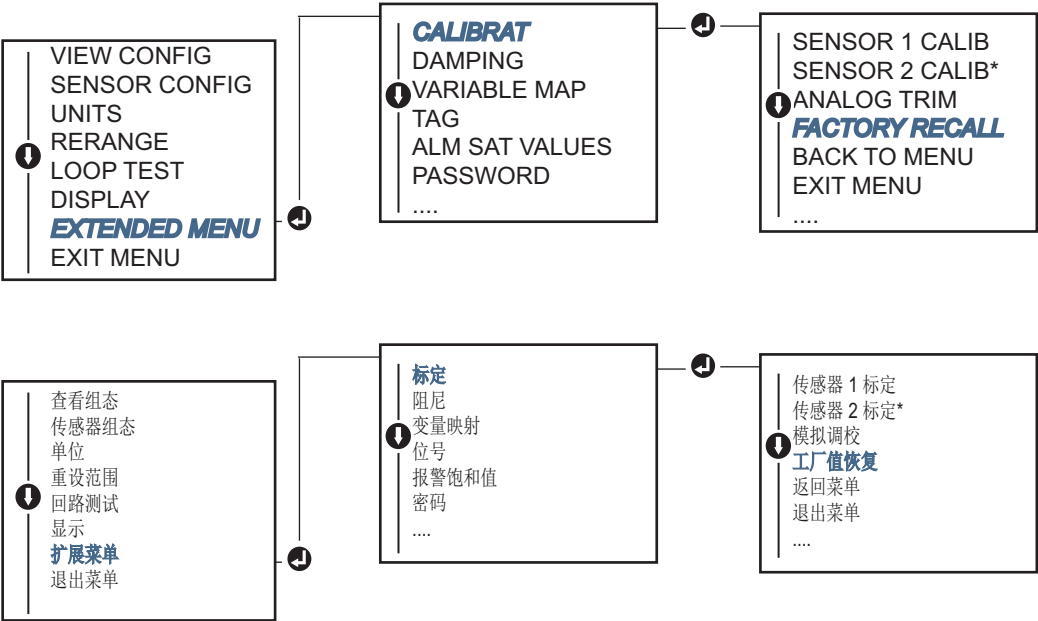 VIEW CONFIG
SENSOR CONFIG
UNITS
RERANGE
LOOP TEST
DISPLAY
EXTENDED MENU
EXIT MENU
CALIBRAT
DAMPING
VARIABLE MAP
TAG
ALM SAT VALUES
PASSWORD
....
SENSOR 1 CALIB
SENSOR 2 CALIB*
ANALOG TRIM
FACTORY RECALL
BACK TO MENU
EXIT MENU
....
查看组态
传感器组态
单位
重设范围
回路测试
显示
扩展菜单
退出菜单
标定
阻尼
变量映射
位号
报警饱和值
密码
....
传感器 1 标定
传感器 2 标定*
模拟调校
工厂值恢复
返回菜单
退出菜单
....